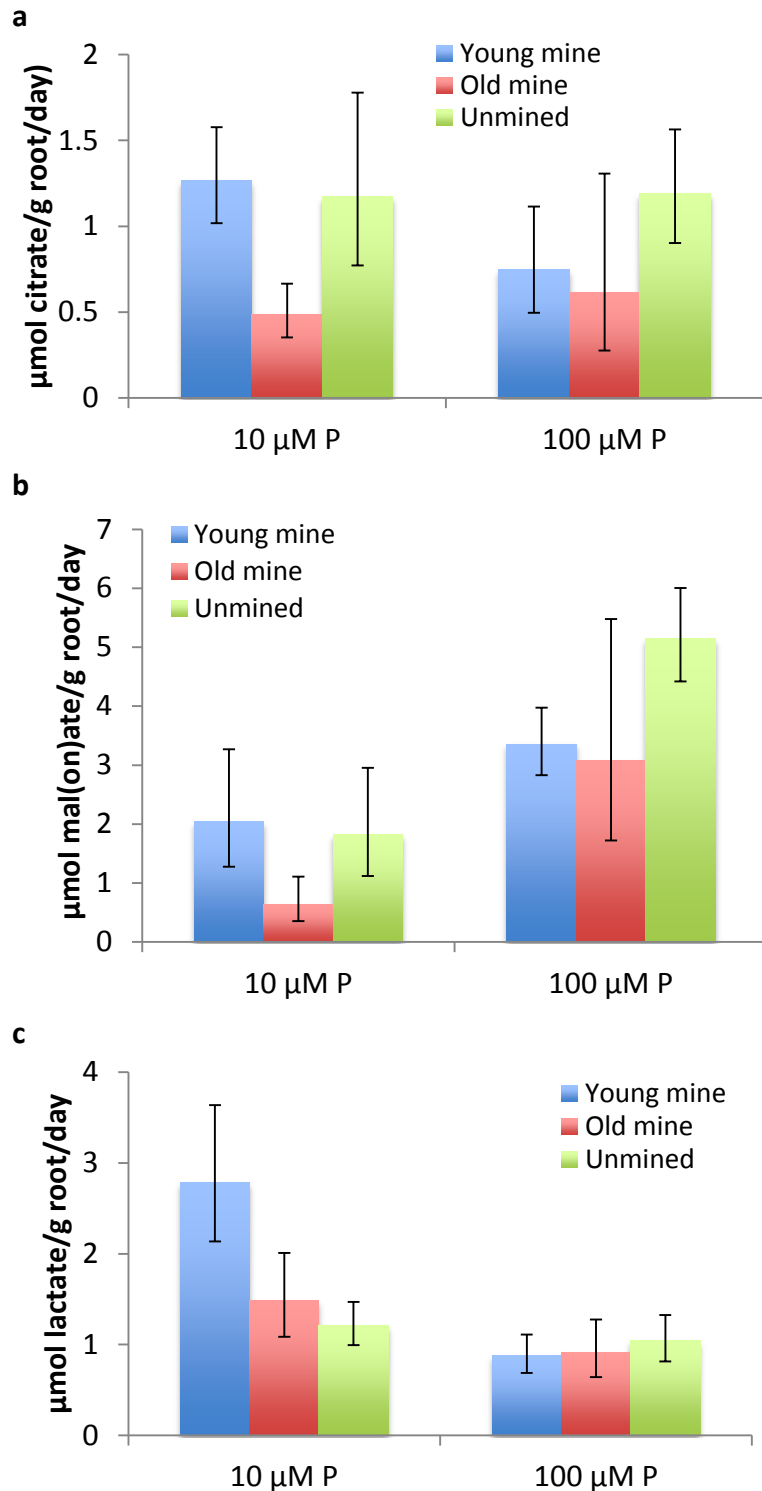 a
µmol citrate/g root/day)
2
1.5
1
0.5
0
Young mine
Old mine
Unmined
10 µM P
100 µM P
b
µmol mal(on)ate/g root/day
7
6
5
4
3
2
1
0
Young mine
Old mine
Unmined
10 µM P
100 µM P
c
µmol lactate/g root/day
4
3
2
1
0
Young mine
Old mine
Unmined
10 µM P
100 µM P